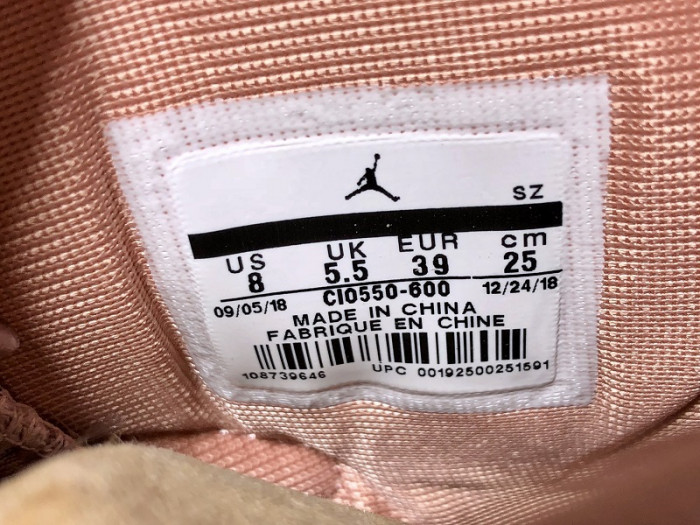 SZ
US UK EUR cm
8 5.5 39 25
09/05/18 CI0550-600 12/24/18
MADE IN CHINA
FABRIQUE EN CHINE
108739646 UPC 00192500251591